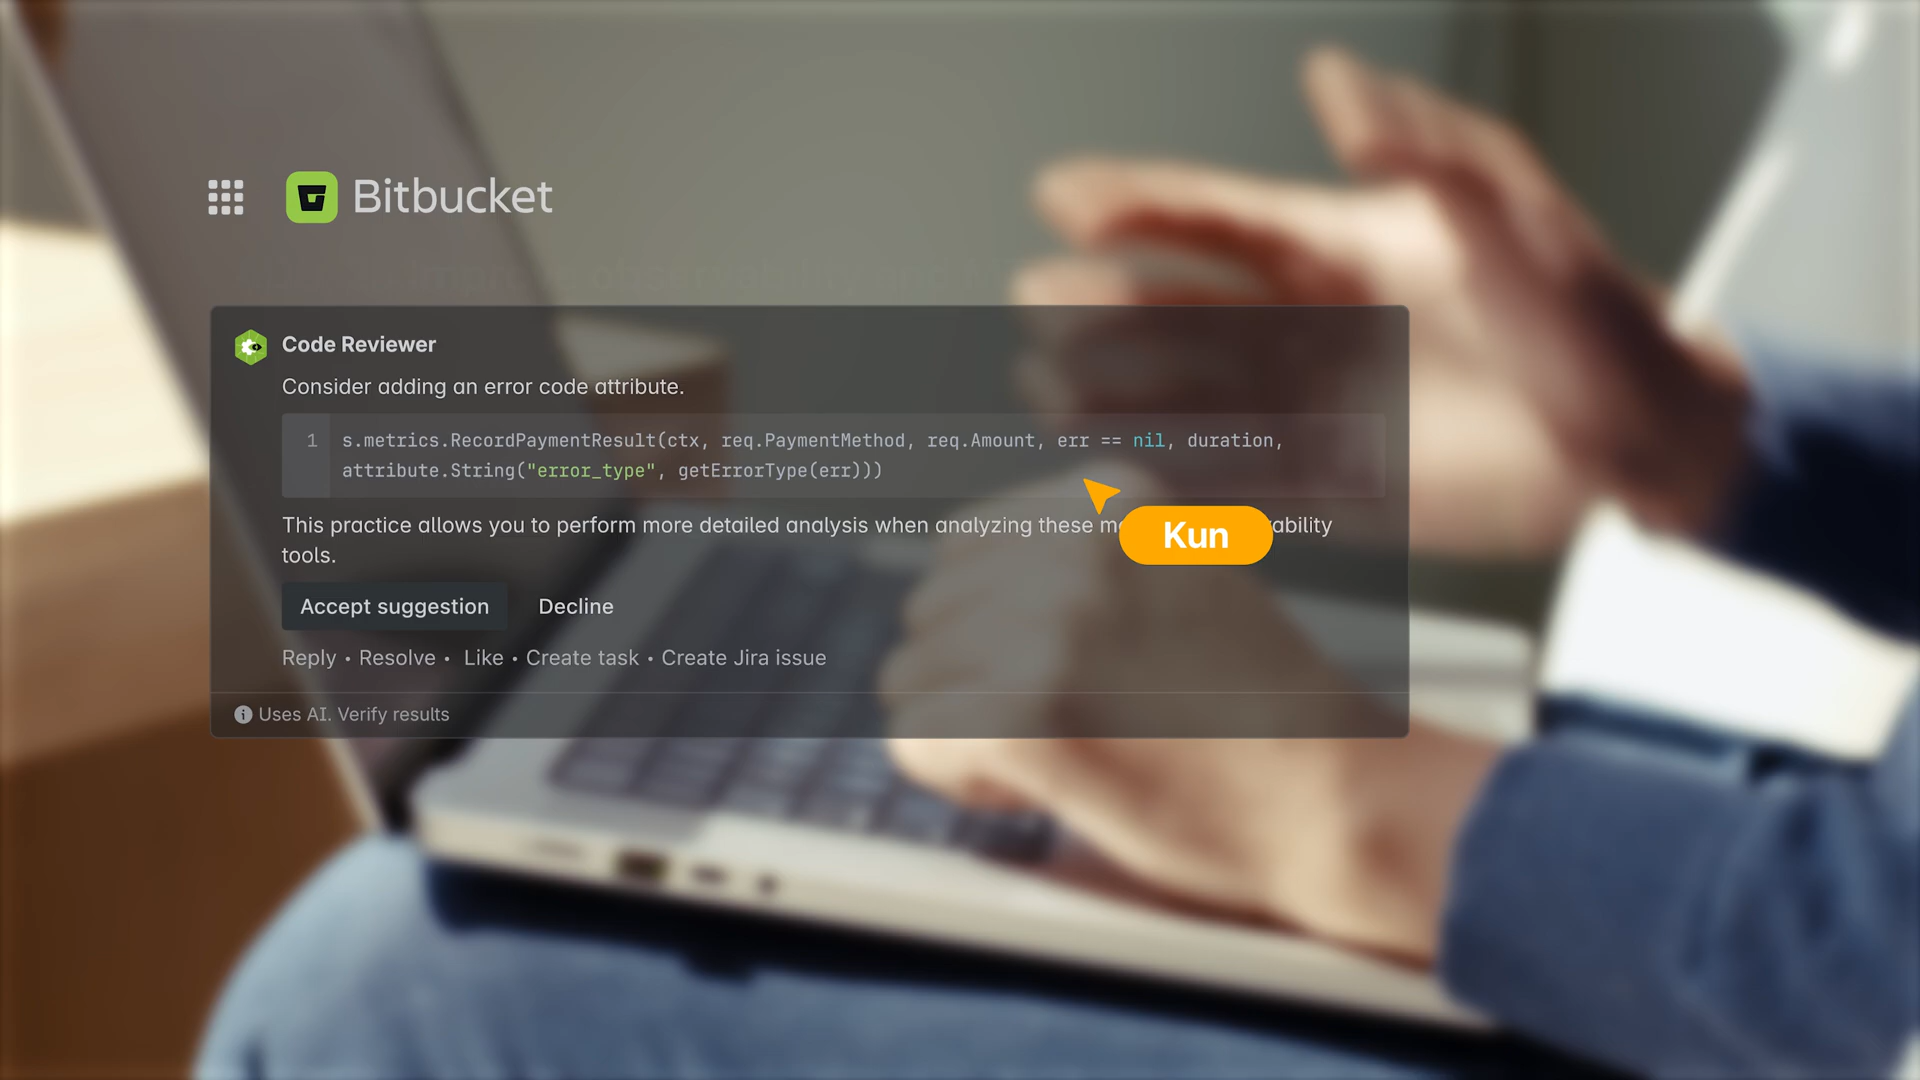 Bitbucket
Code Reviewer
Consider adding an error code attribute.
1 s.metrics.RecordPaymentResult(ctx, req.PaymentMethod, req.Amount, err == nil, duration,
attribute.String("error_type", getErrorType(err)))
This practice allows you to perform more detailed analysis when analyzing these
Kun
tools.
Accept suggestion Decline
Reply • Resolve • Like • Create task • Create Jira issue
Uses AI. Verify results